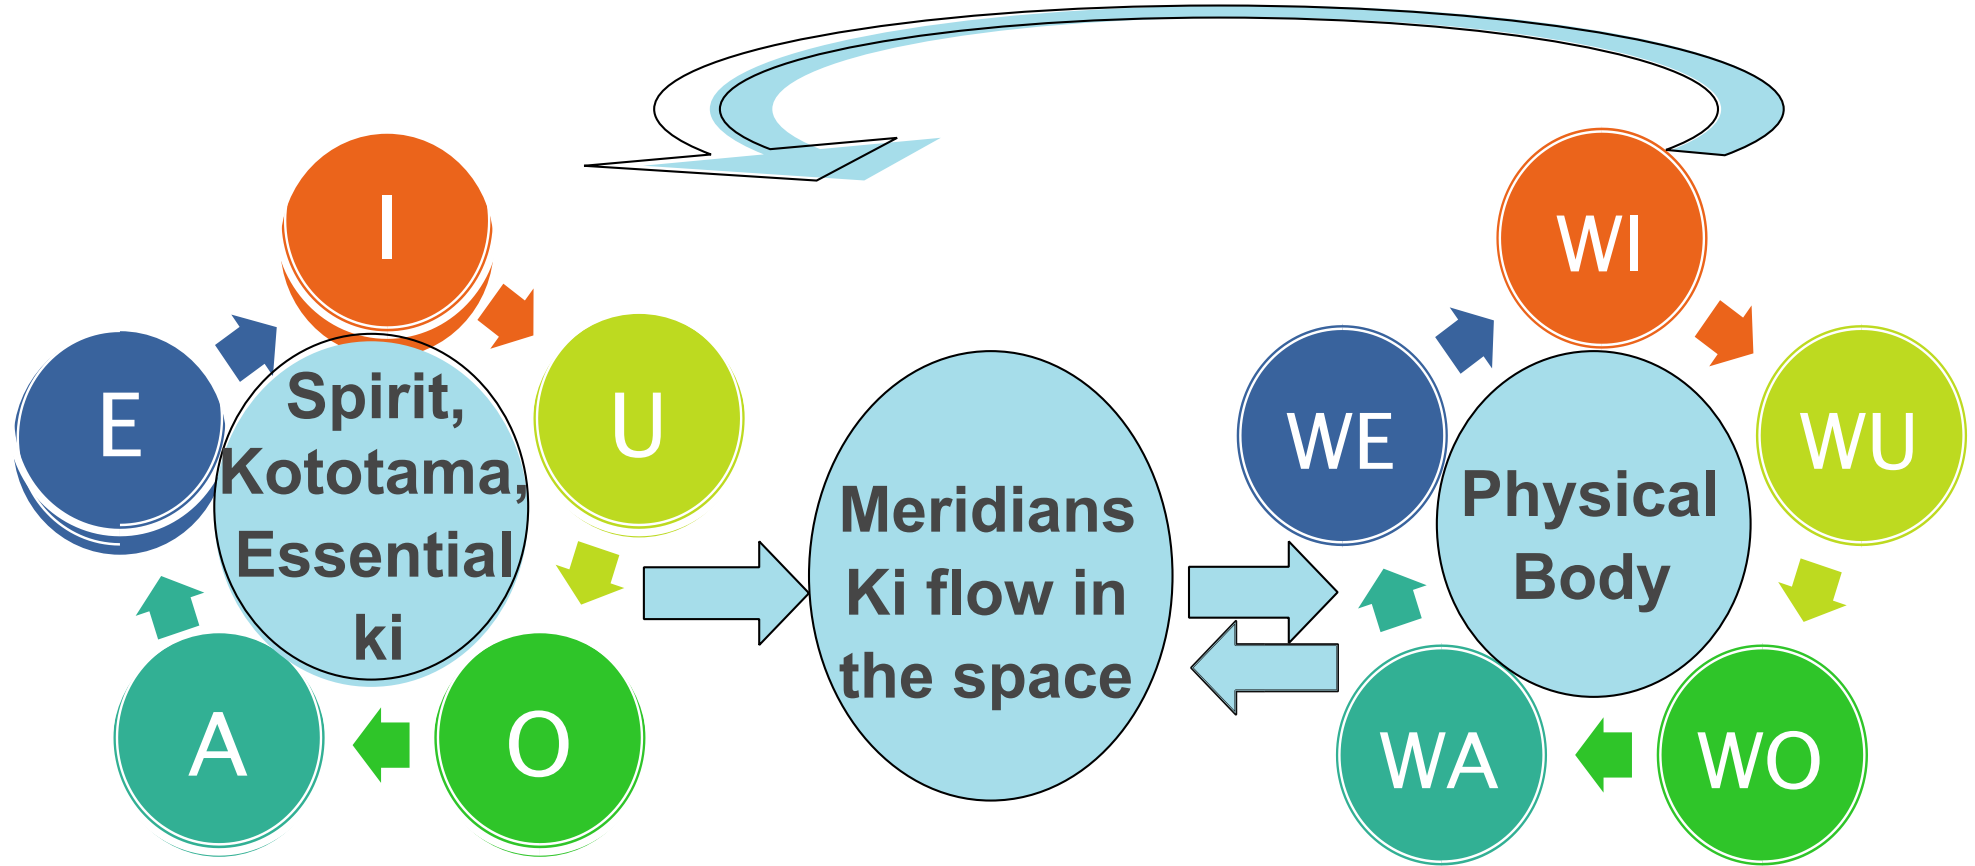 I
E
U
Spirit,
Kototama,
Essential
ki
A
O
Meridians
Ki flow in
the space
WI
WE
WU
Physical
Body
WA
WO